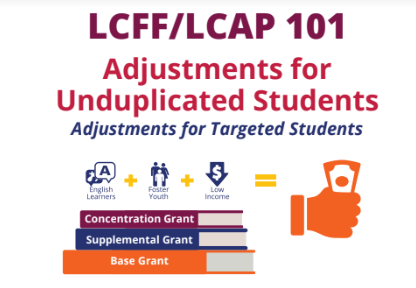 LCFF/LCAP 101
Adjustments for
Unduplicated Students
Adjustments for Targeted Students
A
English
Learners
Foster
Youth
Low
Income
Concentration Grant
Supplemental Grant
Base Grant